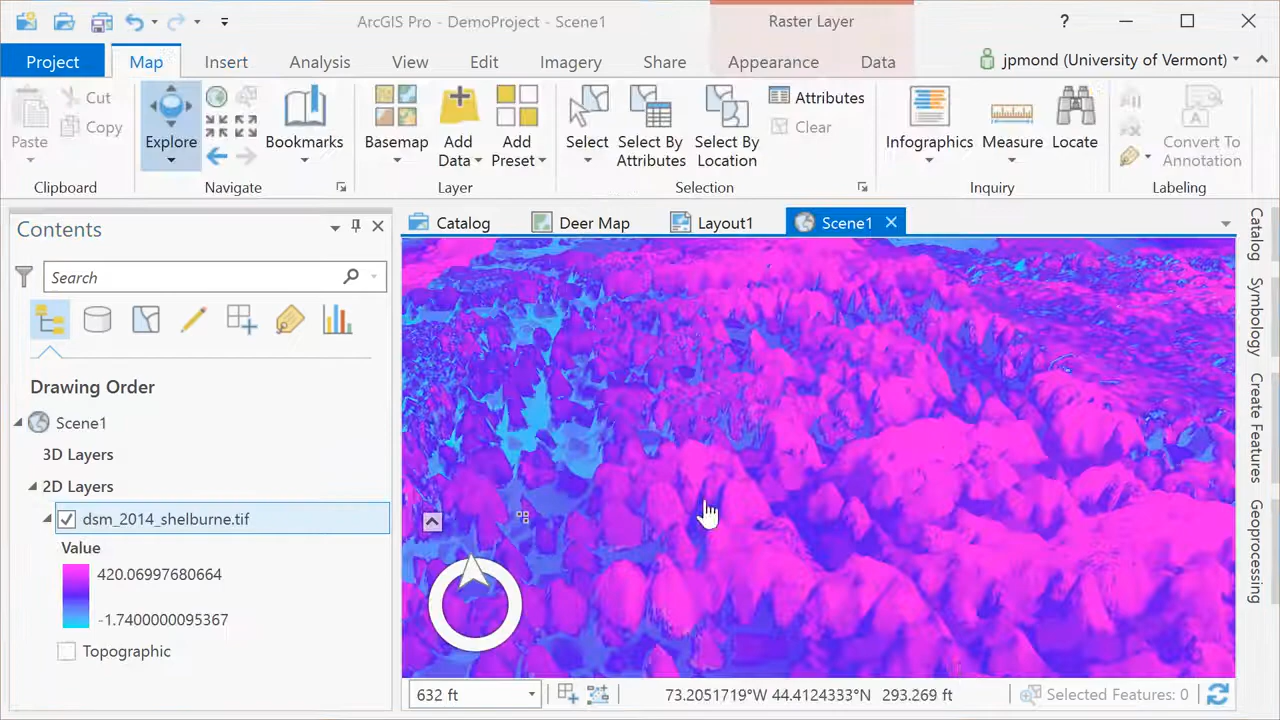 ArcGIS Pro - DemoProject - Scene1
Raster Layer
?
Project
Map
Insert
Analysis
View
Edit
Imagery
Share
Appearance
Data
jpmond (University of Vermont)
Paste
Cut
Copy
Clipboard
Explore
Bookmarks
Navigate
Basemap
Add Data
Add Preset
Layer
Select
Select By Attributes
Select By Location
Attributes
Clear
Selection
Infographics
Measure
Locate
Inquiry
Convert To Annotation
Labeling
Contents
Search
Drawing Order
Scene1
3D Layers
2D Layers
dsm_2014_shelburne.tif
Value
420.06997680664
-1.7400000095367
Topographic
Catalog
Deer Map
Layout1
Scene1
632 ft
73.2051719°W 44.4124333°N 293.269 ft
Selected Features: 0
Catalog
Symbology
Create Features
Geoprocessing